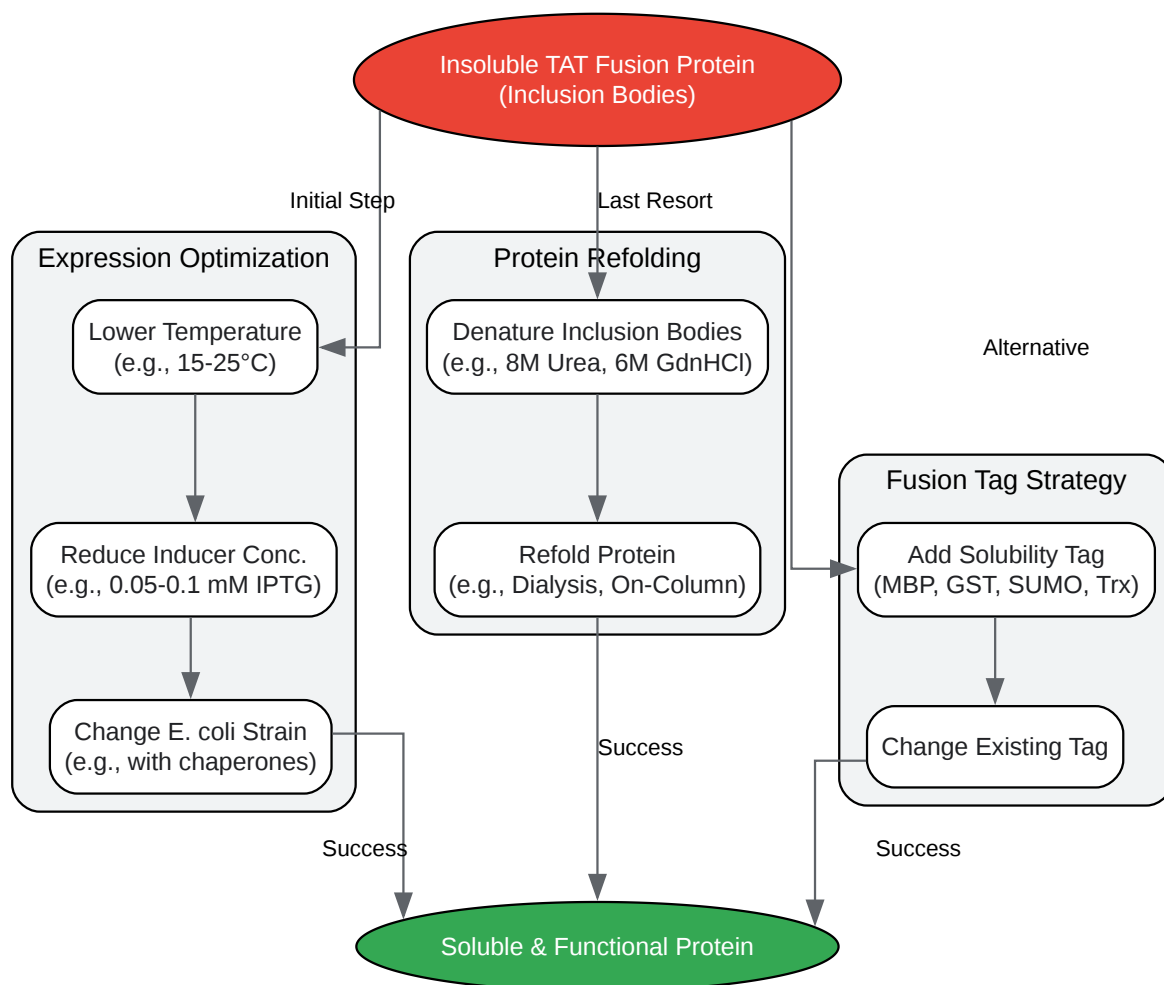 Insoluble TAT Fusion Protein
(Inclusion Bodies)
Initial Step
Last Resort
Alternative
Expression Optimization
Lower Temperature
(e.g., 15-25°C)
Reduce Inducer Conc.
(e.g., 0.05-0.1 mM IPTG)
Change E. coli Strain
(e.g., with chaperones)
Success
Protein Refolding
Denature Inclusion Bodies
(e.g., 8M Urea, 6M GdnHCl)
Refold Protein
(e.g., Dialysis, On-Column)
Success
Fusion Tag Strategy
Add Solubility Tag
(MBP, GST, SUMO, Trx)
Change Existing Tag
Success
Soluble & Functional Protein